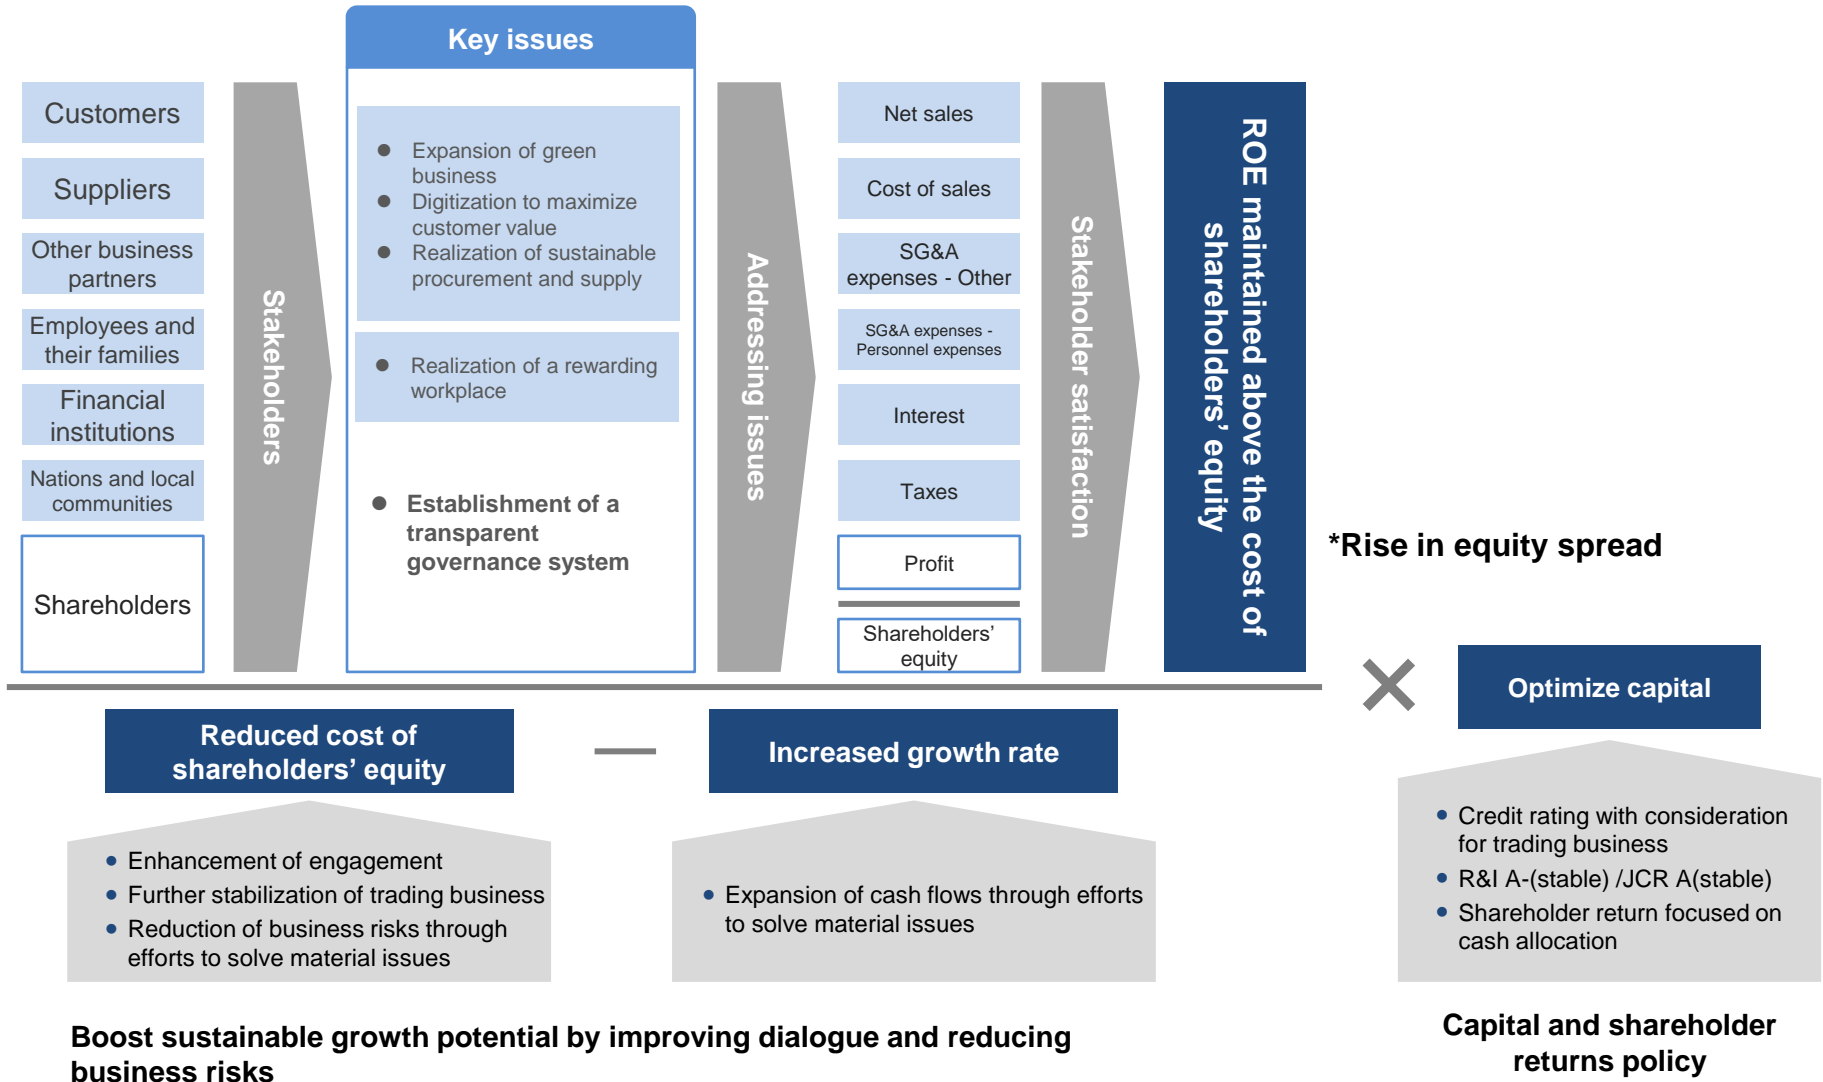 Key issues
Customers
Suppliers
Other business
partners
Employees and
their families
Financial
institutions
Nations and local
communities
Shareholders
Stakeholders
● Expansion of green
business
● Digitization to maximize
customer value
● Realization of sustainable
procurement and supply
● Realization of a rewarding
workplace
● Establishment of a
transparent
governance system
Addressing issues
Net sales
Cost of sales
SG&A
expenses - Other
SG&A expenses -
Personnel expenses
Interest
Taxes
Profit
Shareholders’
equity
Stakeholder satisfaction
ROE maintained above the cost of
shareholders’ equity
*Rise in equity spread
Reduced cost of
shareholders’ equity
—
Increased growth rate
×
Optimize capital
• Enhancement of engagement
• Further stabilization of trading business
• Reduction of business risks through
efforts to solve material issues
• Expansion of cash flows through efforts
to solve material issues
• Credit rating with consideration
for trading business
• R&I A-(stable) /JCR A(stable)
• Shareholder return focused on
cash allocation
Boost sustainable growth potential by improving dialogue and reducing
business risks
Capital and shareholder
returns policy